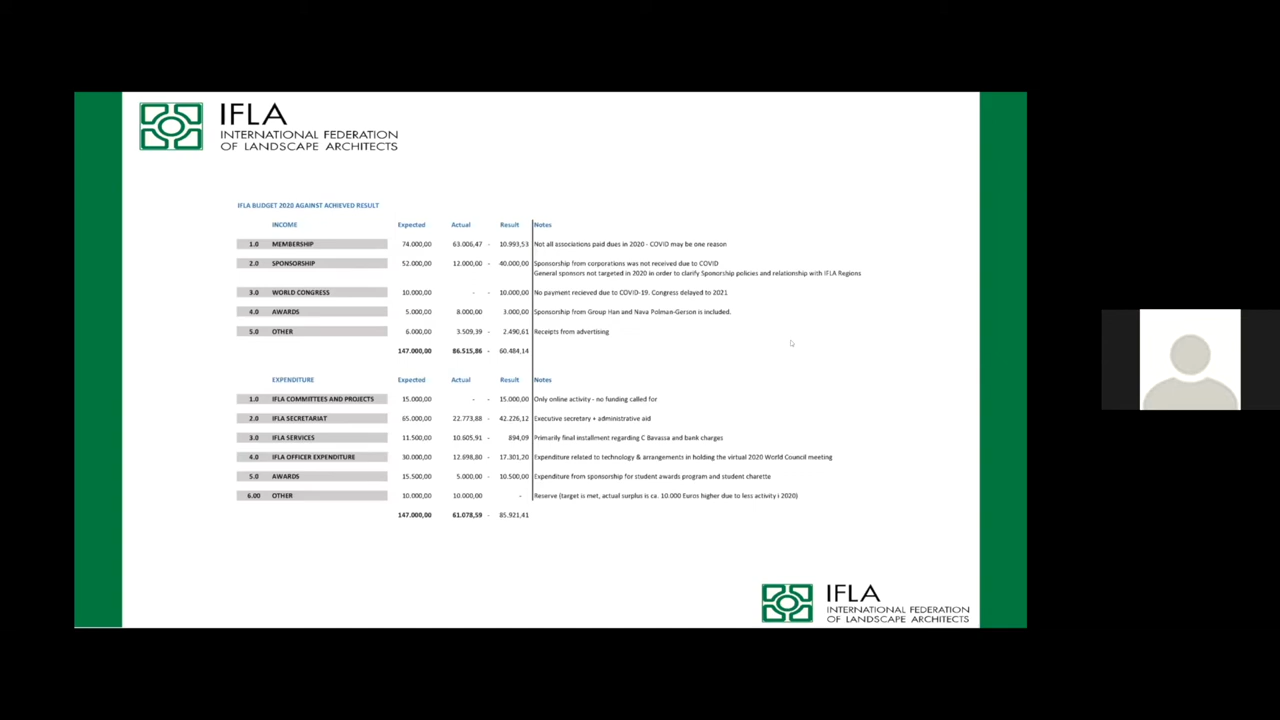 IFLA
INTERNATIONAL FEDERATION
OF LANDSCAPE ARCHITECTS
IFLA BUDGET 2020 AGAINST ACHIEVED RESULT
INCOME Expected Actual Result Notes
1.0 MEMBERSHIP 74.000,00 63.006,47 - 10.993,53 Not all associations paid dues in 2020 - COVID may be one reason
2.0 SPONSORSHIP 52.000,00 12.000,00 - 40.000,00 Sponsorship from corporations was not received due to COVID
General sponsors not targeted in 2020 in order to clarify Sponorship policies and relationship with IFLA Regions
3.0 WORLD CONGRESS 10.000,00 - - 10.000,00 No payment recieved due to COVID-19. Congress delayed to 2021
4.0 AWARDS 5.000,00 8.000,00 3.000,00 Sponsorship from Group Han and Nava Polman-Gerson is included.
5.0 OTHER 6.000,00 3.509,39 - 2.490,61 Receipts from advertising
147.000,00 86.515,86 - 60.484,14
EXPENDITURE Expected Actual Result Notes
1.0 IFLA COMMITTEES AND PROJECTS 15.000,00 - - 15.000,00 Only online activity - no funding called for
2.0 IFLA SECRETARIAT 65.000,00 22.773,88 - 42.226,12 Executive secretary + administrative aid
3.0 IFLA SERVICES 11.500,00 10.605,91 - 894,09 Primarily final installment regarding C Bavassa and bank charges
4.0 IFLA OFFICER EXPENDITURE 30.000,00 12.698,80 - 17.301,20 Expenditure related to technology & arrangements in holding the virtual 2020 World Council meeting
5.0 AWARDS 15.500,00 5.000,00 - 10.500,00 Expenditure from sponsorship for student awards program and student charette
6.00 OTHER 10.000,00 10.000,00 - Reserve (target is met, actual surplus is ca. 10.000 Euros higher due to less activity i 2020)
147.000,00 61.078,59 - 85.921,41
IFLA
INTERNATIONAL FEDERATION
OF LANDSCAPE ARCHITECTS